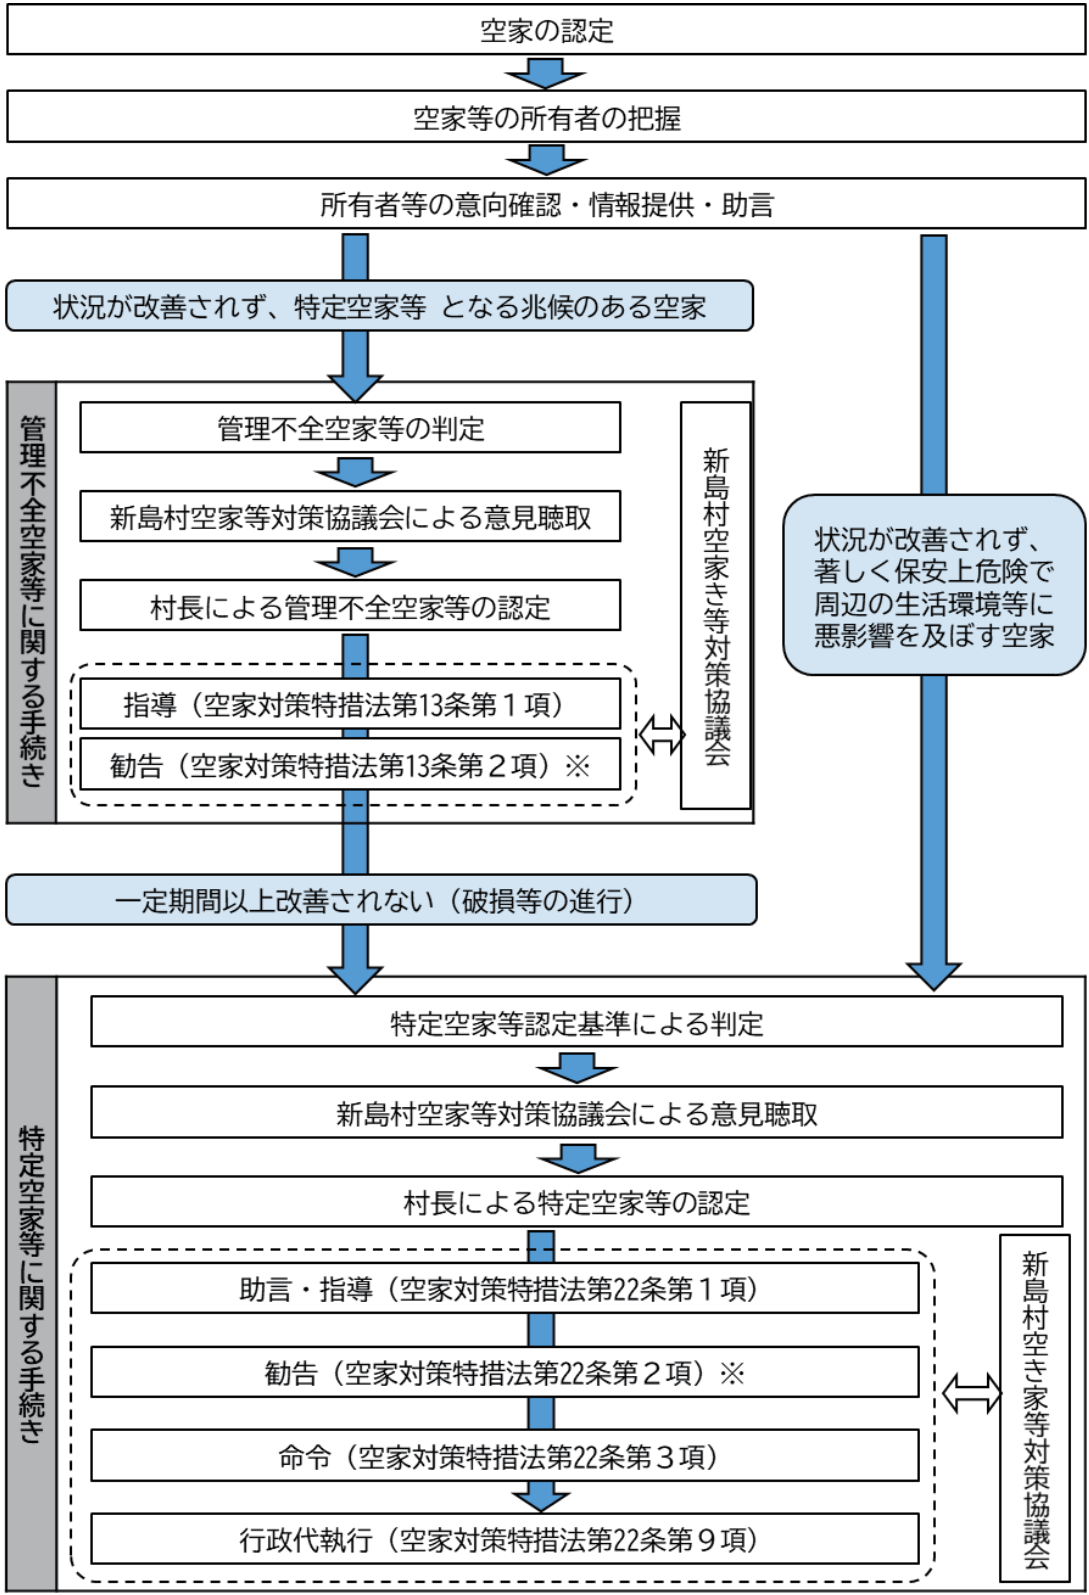 空家の認定
空家等の所有者の把握
所有者等の意向確認・情報提供・助言
状況が改善されず、特定空家等 となる兆候のある空家
管理不全空家等に関する手続き
管理不全空家等の判定
新島村空家等対策協議会による意見聴取
村長による管理不全空家等の認定
指導（空家対策特措法第13条第１項）
勧告（空家対策特措法第13条第２項）※
新島村空家き等対策協議会
状況が改善されず、
著しく保安上危険で
周辺の生活環境等に
悪影響を及ぼす空家
一定期間以上改善されない（破損等の進行）
特定空家等に関する手続き
特定空家等認定基準による判定
新島村空家等対策協議会による意見聴取
村長による特定空家等の認定
助言・指導（空家対策特措法第22条第１項）
勧告（空家対策特措法第22条第２項）※
命令（空家対策特措法第22条第３項）
行政代執行（空家対策特措法第22条第９項）
新島村空き家等対策協議会